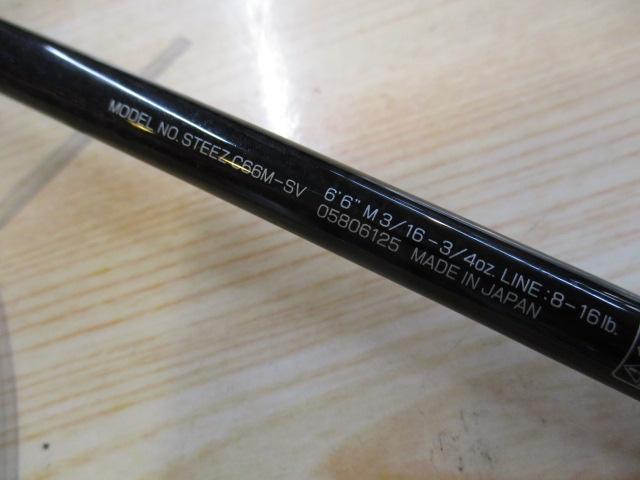 MODEL NO. STEEZ C66M-SV 6'6" M 3/16-3/4oz. LINE:8-16lb.
05806125 MADE IN JAPAN